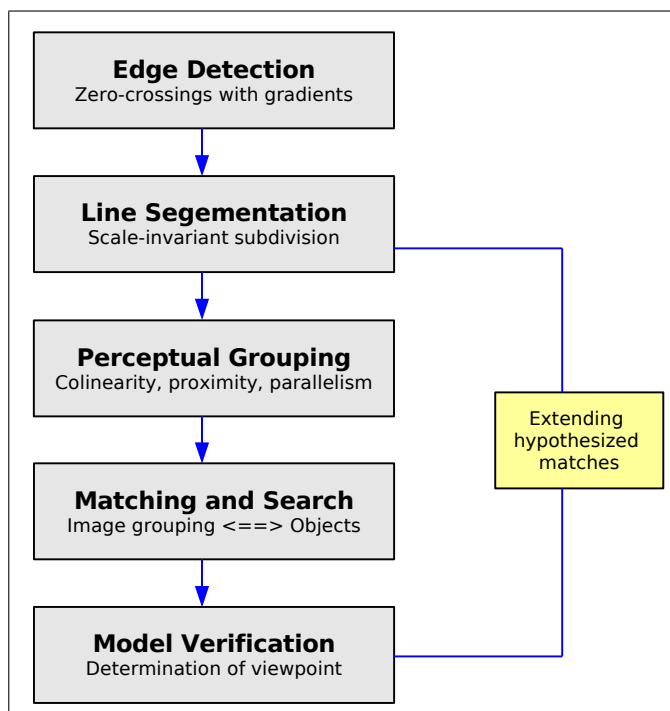 Edge Detection
Zero-crossings with gradients
Line Segementation
Scale-invariant subdivision
Perceptual Grouping
Colinearity, proximity, parallelism
Extending
hypothesized
matches
Matching and Search
Image grouping <==> Objects
Model Verification
Determination of viewpoint